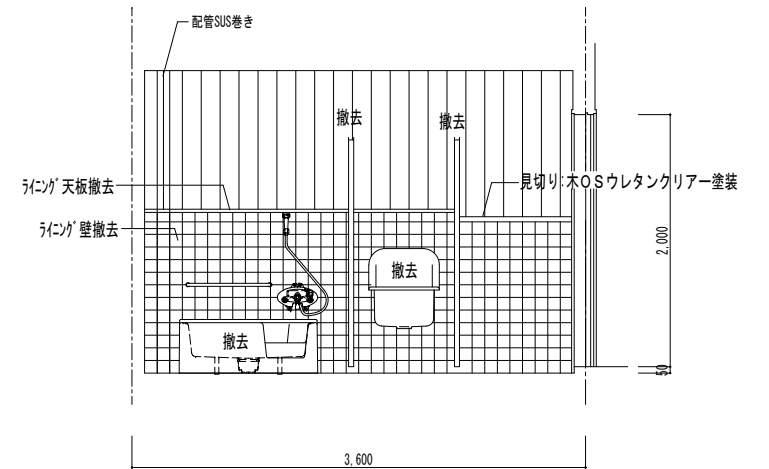 配管SUS巻き
撤去
撤去
ﾗｲﾆﾝｸﾞ天板撤去
見切り:木OSウレタンクリアー塗装
ﾗｲﾆﾝｸﾞ壁撤去
2,000
撤去
撤去
50
3,600